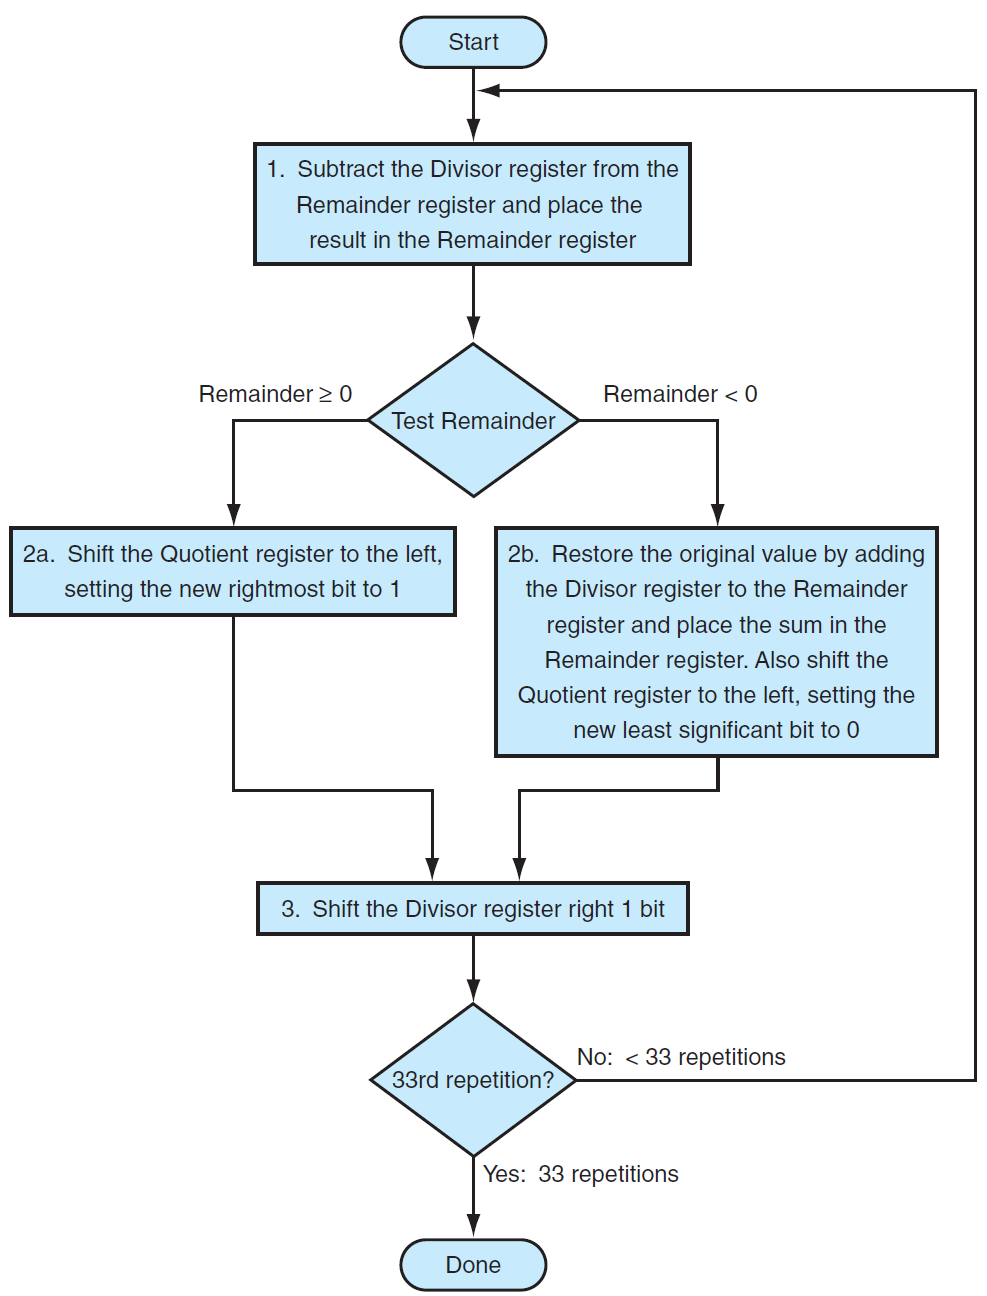 Start
1. Subtract the Divisor register from the
Remainder register and place the
result in the Remainder register
Remainder ≥ 0
Remainder < 0
Test Remainder
2a. Shift the Quotient register to the left,
setting the new rightmost bit to 1
2b. Restore the original value by adding
the Divisor register to the Remainder
register and place the sum in the
Remainder register. Also shift the
Quotient register to the left, setting the
new least significant bit to 0
3. Shift the Divisor register right 1 bit
33rd repetition?
No: < 33 repetitions
Yes: 33 repetitions
Done